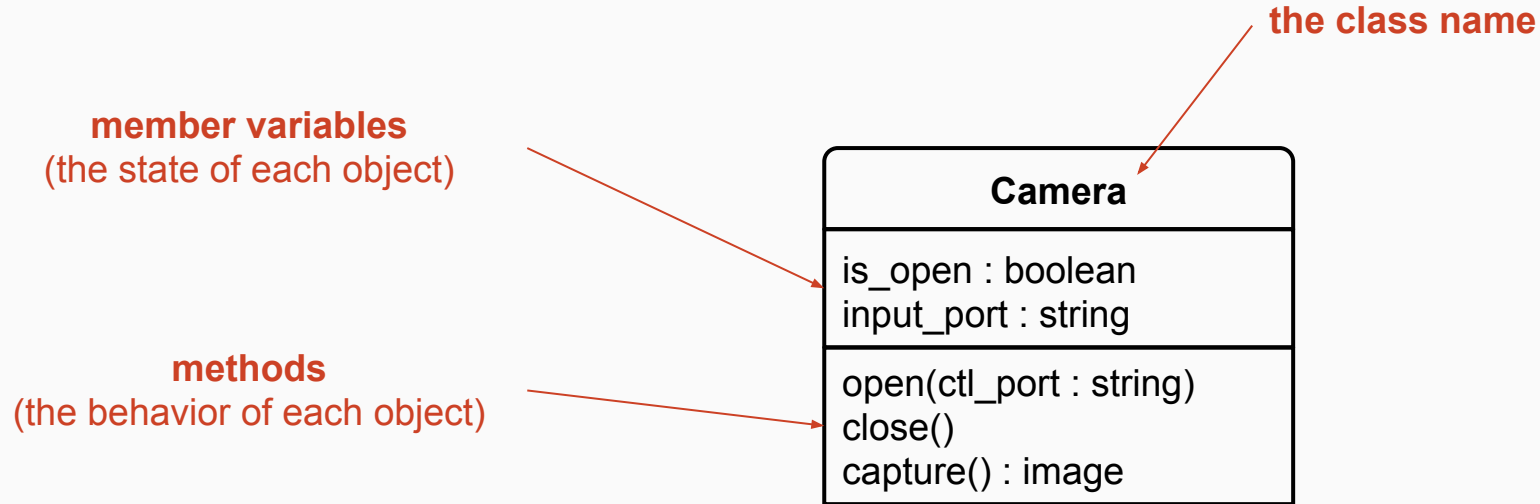 the class name
member variables
(the state of each object)
Camera
is_open : boolean
input_port : string
methods
(the behavior of each object)
open(ctl_port : string)
close()
capture() : image